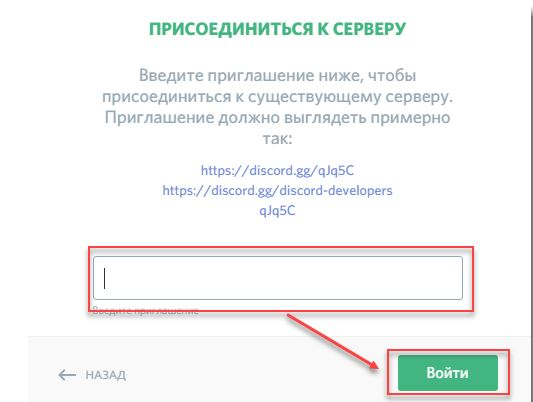 ПРИСОЕДИНИТЬСЯ К СЕРВЕРУ
Введите приглашение ниже, чтобы
присоединиться к существующему серверу.
Приглашение должно выглядеть примерно
так:
https://discord.gg/qJq5C
https://discord.gg/discord-developers
qJq5C
Введите приглашение
НАЗАД
Войти